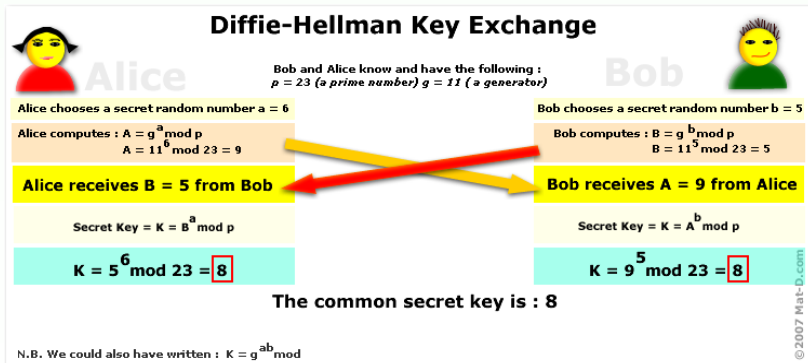 Diffie-Hellman Key Exchange
Alice
Bob
Bob and Alice know and have the following :
p = 23 (a prime number) g = 11 ( a generator)
Alice chooses a secret random number a = 6
Bob chooses a secret random number b = 5
Alice computes : A = g^a mod p
A = 11^6 mod 23 = 9
Bob computes : B = g^b mod p
B = 11^5 mod 23 = 5
Alice receives B = 5 from Bob
Bob receives A = 9 from Alice
Secret Key = K = B^a mod p
Secret Key = K = A^b mod p
K = 5^6 mod 23 = 8
K = 9^5 mod 23 = 8
The common secret key is : 8
N.B. We could also have written : K = g^ab mod
©2007 Mat-D.com